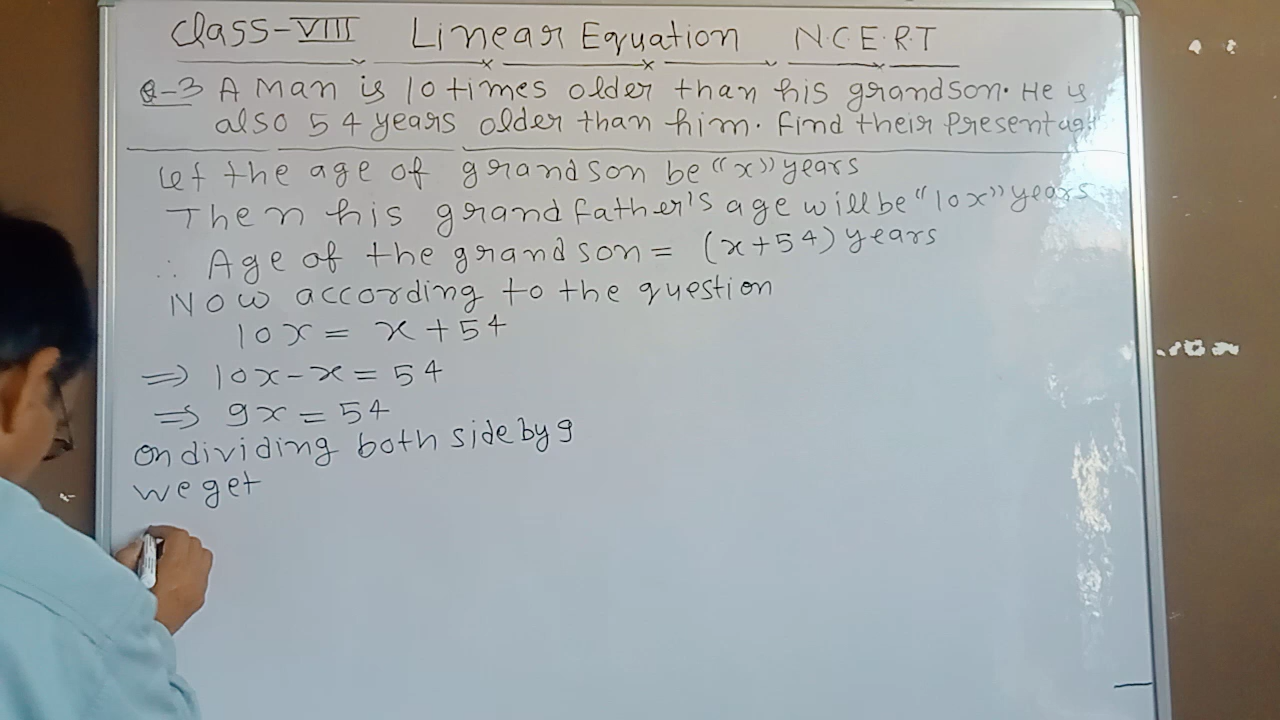 Class-VIII Linear Equation N.C.E.R.T
Q-3 A Man is 10 times older than his grandson. He is
also 54 years older than him. Find their Present age
Let the age of grandson be "x" years
Then his grandfather's age will be "10x" years
∴ Age of the grandson = (x+54) years
Now according to the question
10x = x+54
⇒ 10x-x = 54
⇒ 9x = 54
on dividing both side by 9
we get